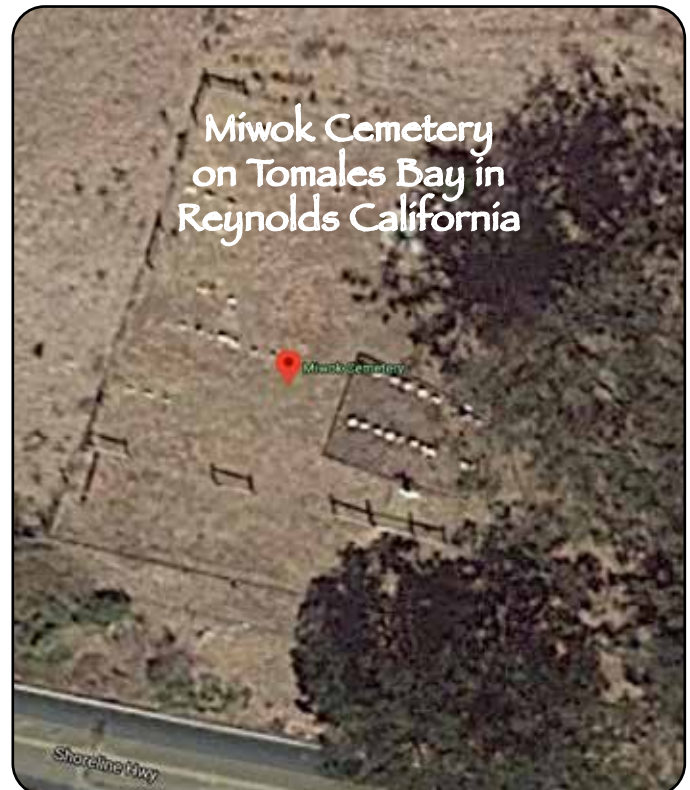 Miwok Cemetery
on Tomales Bay in
Reynolds California
Miwok Cemetery
Shoreline Hwy